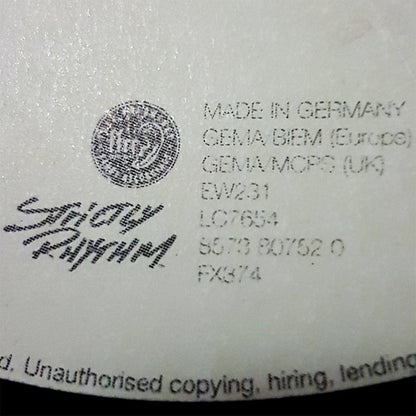 MADE IN GERMANY
GEMA/BIEM (Europe)
GEMA/MCPS (UK)
EW231
LC7654
8573 80752 0
FX374
STRICTLY
RHYTHM
d. Unauthorised copying, hiring, lending